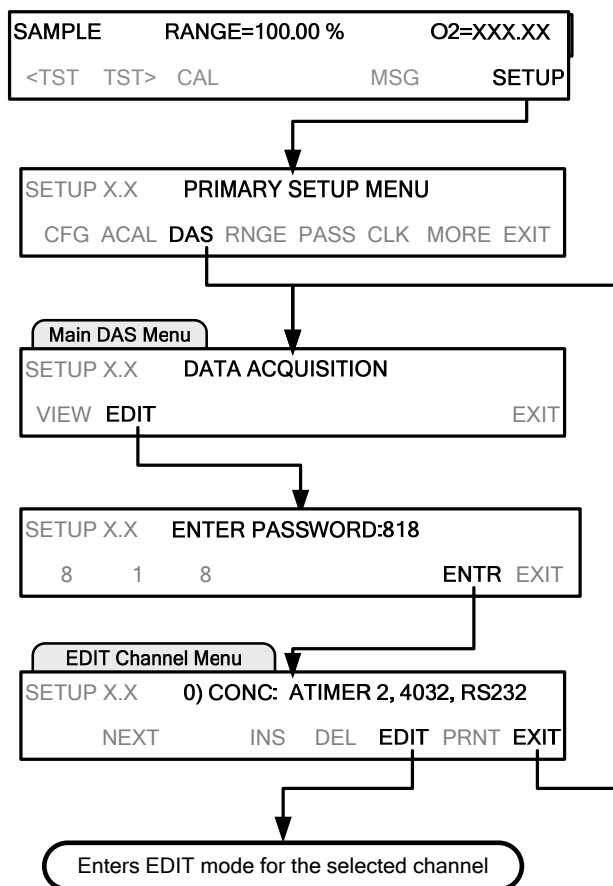 SAMPLE RANGE=100.00 % O2=XXX.XX
<TST TST> CAL MSG SETUP
SETUP X.X PRIMARY SETUP MENU
CFG ACAL DAS RNGE PASS CLK MORE EXIT
Main DAS Menu
SETUP X.X DATA ACQUISITION
VIEW EDIT EXIT
SETUP X.X ENTER PASSWORD:818
8 1 8 ENTR EXIT
EDIT Channel Menu
SETUP X.X 0) CONC: ATIMER 2, 4032, RS232
NEXT INS DEL EDIT PRNT EXIT
Enters EDIT mode for the selected channel